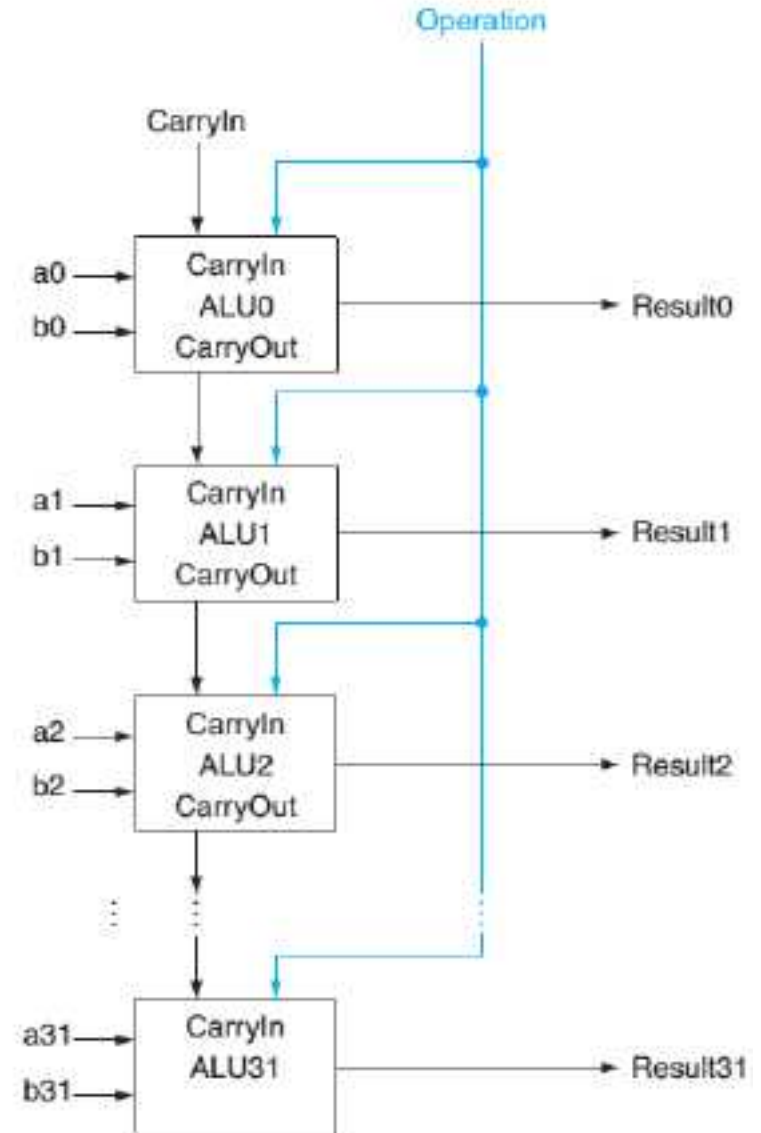 Operation
CarryIn
a0
b0
CarryIn
ALU0
CarryOut
Result0
a1
b1
CarryIn
ALU1
CarryOut
Result1
a2
b2
CarryIn
ALU2
CarryOut
Result2
a31
b31
CarryIn
ALU31
Result31